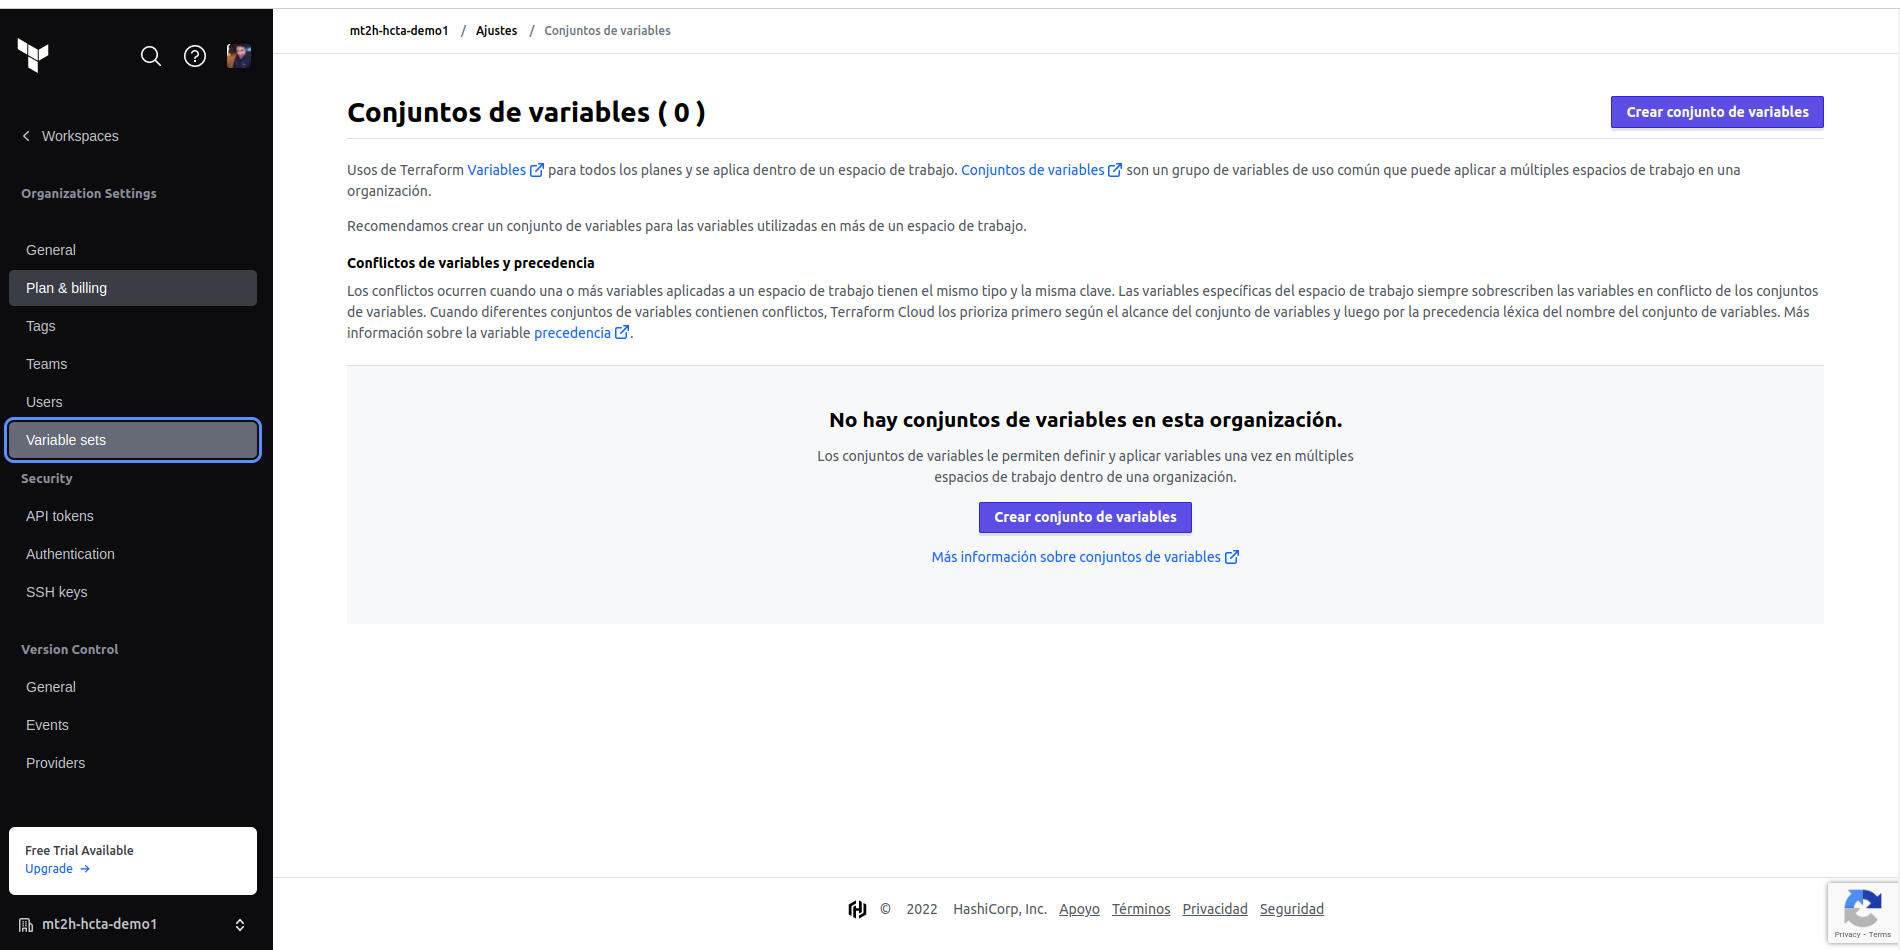 mt2h-hcta-demo1 / Ajustes / Conjuntos de variables
Workspaces
Organization Settings
General
Plan & billing
Tags
Teams
Users
Variable sets
Security
API tokens
Authentication
SSH keys
Version Control
General
Events
Providers
Free Trial Available
Upgrade →
mt2h-hcta-demo1
Conjuntos de variables ( 0 )
Crear conjunto de variables
Usos de Terraform Variables para todos los planes y se aplica dentro de un espacio de trabajo. Conjuntos de variables son un grupo de variables de uso común que puede aplicar a múltiples espacios de trabajo en una
organización.
Recomendamos crear un conjunto de variables para las variables utilizadas en más de un espacio de trabajo.
Conflictos de variables y precedencia
Los conflictos ocurren cuando una o más variables aplicadas a un espacio de trabajo tienen el mismo tipo y la misma clave. Las variables específicas del espacio de trabajo siempre sobrescriben las variables en conflicto de los conjuntos
de variables. Cuando diferentes conjuntos de variables contienen conflictos, Terraform Cloud los prioriza primero según el alcance del conjunto de variables y luego por la precedencia léxica del nombre del conjunto de variables. Más
información sobre la variable precedencia .
No hay conjuntos de variables en esta organización.
Los conjuntos de variables le permiten definir y aplicar variables una vez en múltiples
espacios de trabajo dentro de una organización.
Crear conjunto de variables
Más información sobre conjuntos de variables
© 2022 HashiCorp, Inc. Apoyo Términos Privacidad Seguridad
Privacy - Terms